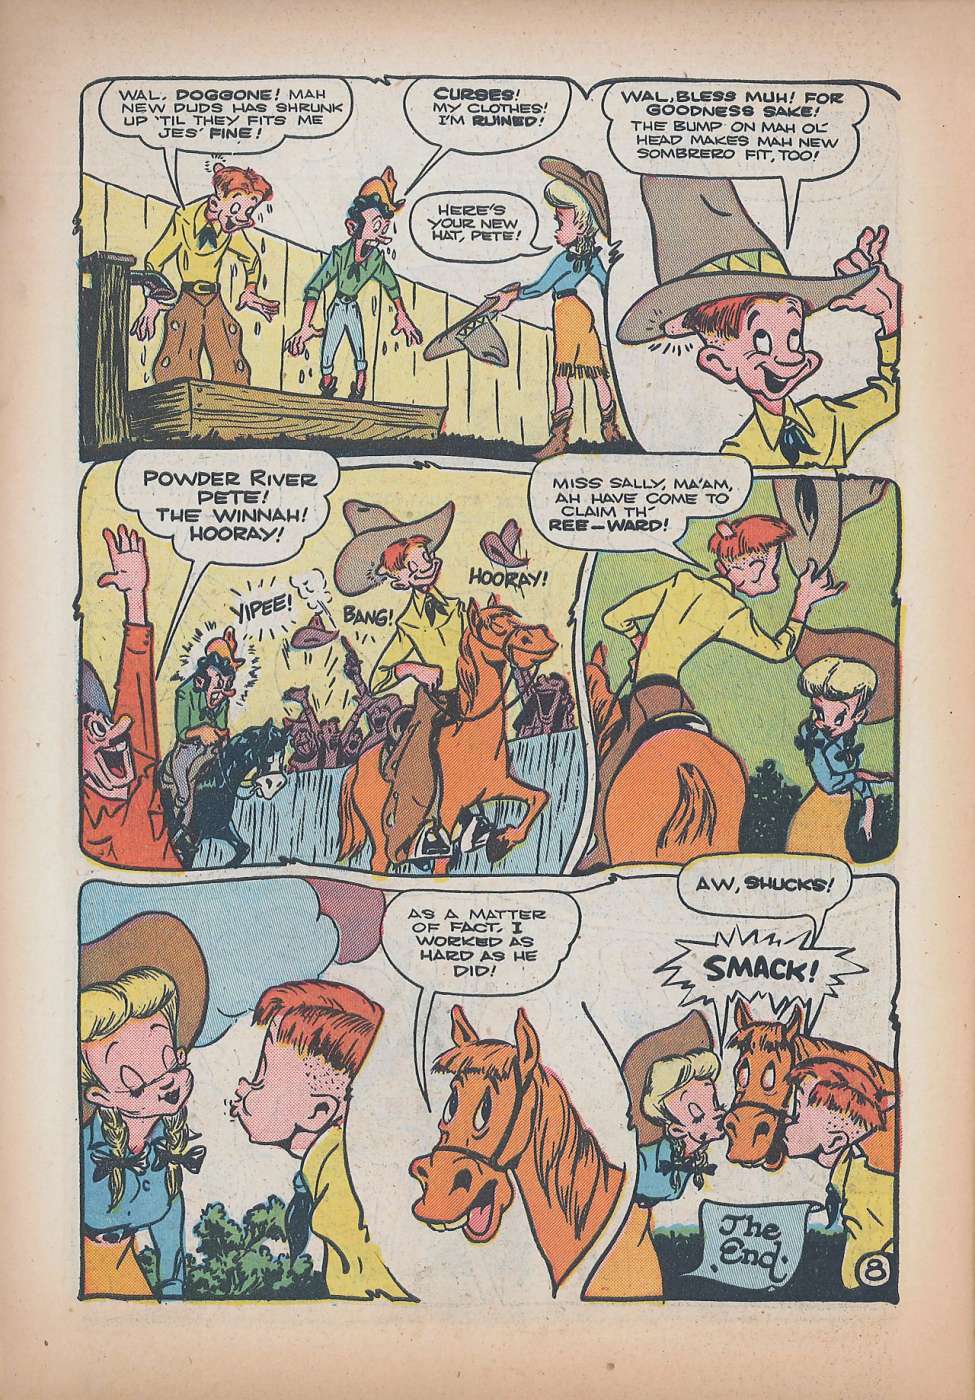 WAL, DOGGONE! MAH
NEW DUDS HAS SHRUNK
UP 'TIL THEY FITS ME
JES' FINE!
CURSES!
MY CLOTHES!
I'M RUINED!
HERE'S
YOUR NEW
HAT, PETE!
WAL, BLESS MUH! FOR
GOODNESS SAKE!
THE BUMP ON MAH OL'
HEAD MAKES MAH NEW
SOMBRERO FIT, TOO!
POWDER RIVER
PETE!
THE WINNAH!
HOORAY!
YIPEE!
BANG!
HOORAY!
MISS SALLY, MA'AM,
AH HAVE COME TO
CLAIM TH'
REE-WARD!
AS A MATTER
OF FACT, I
WORKED AS
HARD AS HE
DID!
AW, SHUCKS!
SMACK!
The
End.
8